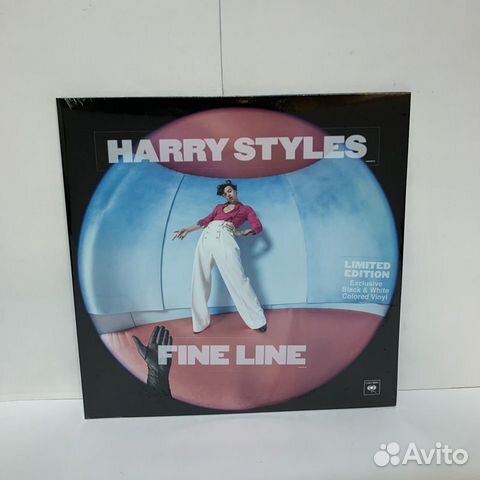 HARRY STYLES
LIMITED
EDITION
Exclusive
Black & White
Colored Vinyl
FINE LINE
Avito